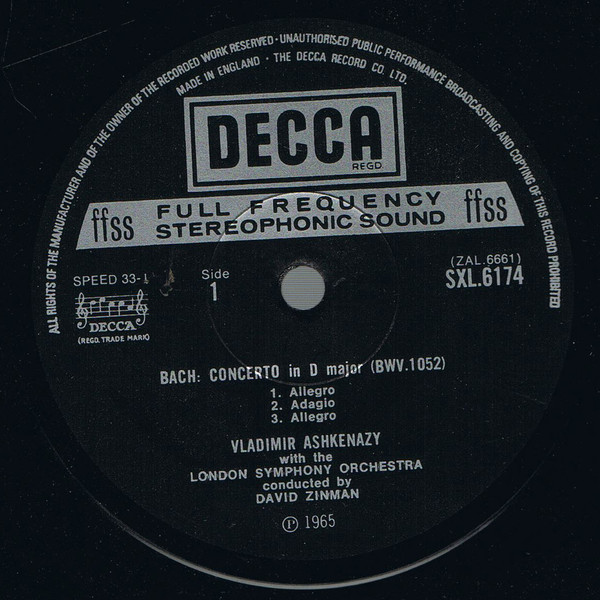 ALL RIGHTS OF THE MANUFACTURER AND OF THE OWNER OF THE RECORDED WORK RESERVED · UNAUTHORISED PUBLIC PERFORMANCE BROADCASTING AND COPYING OF THIS RECORD PROHIBITED
MADE IN ENGLAND · THE DECCA RECORD CO. LTD.
DECCA
REGD.
ffss FULL FREQUENCY STEREOPHONIC SOUND ffss
SPEED 33-1
DECCA
(REGD. TRADE MARK)
Side
1
(ZAL.6661)
SXL.6174
BACH: CONCERTO in D major (BWV.1052)
1. Allegro
2. Adagio
3. Allegro
VLADIMIR ASHKENAZY
with the
LONDON SYMPHONY ORCHESTRA
conducted by
DAVID ZINMAN
℗ 1965